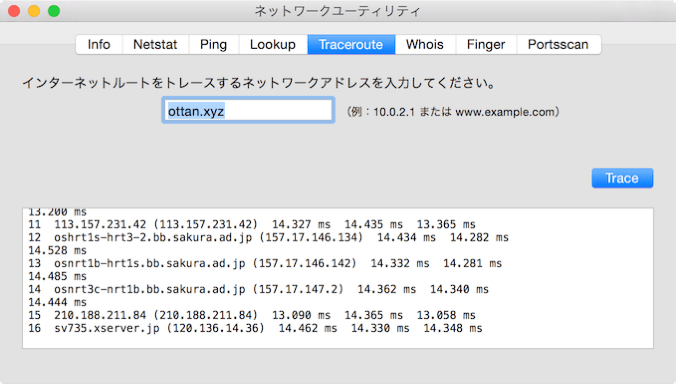 ネットワークユーティリティ
Info Netstat Ping Lookup Traceroute Whois Finger Portsscan
インターネットルートをトレースするネットワークアドレスを入力してください。
ottan.xyz （例：10.0.2.1 または www.example.com）
Trace
13.200 ms
11  113.157.231.42 (113.157.231.42)  14.327 ms  14.435 ms  13.365 ms
12  oshrt1s-hrt3-2.bb.sakura.ad.jp (157.17.146.134)  14.434 ms  14.282 ms
14.528 ms
13  osnrt1b-hrt1s.bb.sakura.ad.jp (157.17.146.142)  14.332 ms  14.281 ms
14.485 ms
14  osnrt3c-nrt1b.bb.sakura.ad.jp (157.17.147.2)  14.362 ms  14.340 ms
14.444 ms
15  210.188.211.84 (210.188.211.84)  13.090 ms  14.365 ms  13.058 ms
16  sv735.xserver.jp (120.136.14.36)  14.462 ms  14.330 ms  14.348 ms